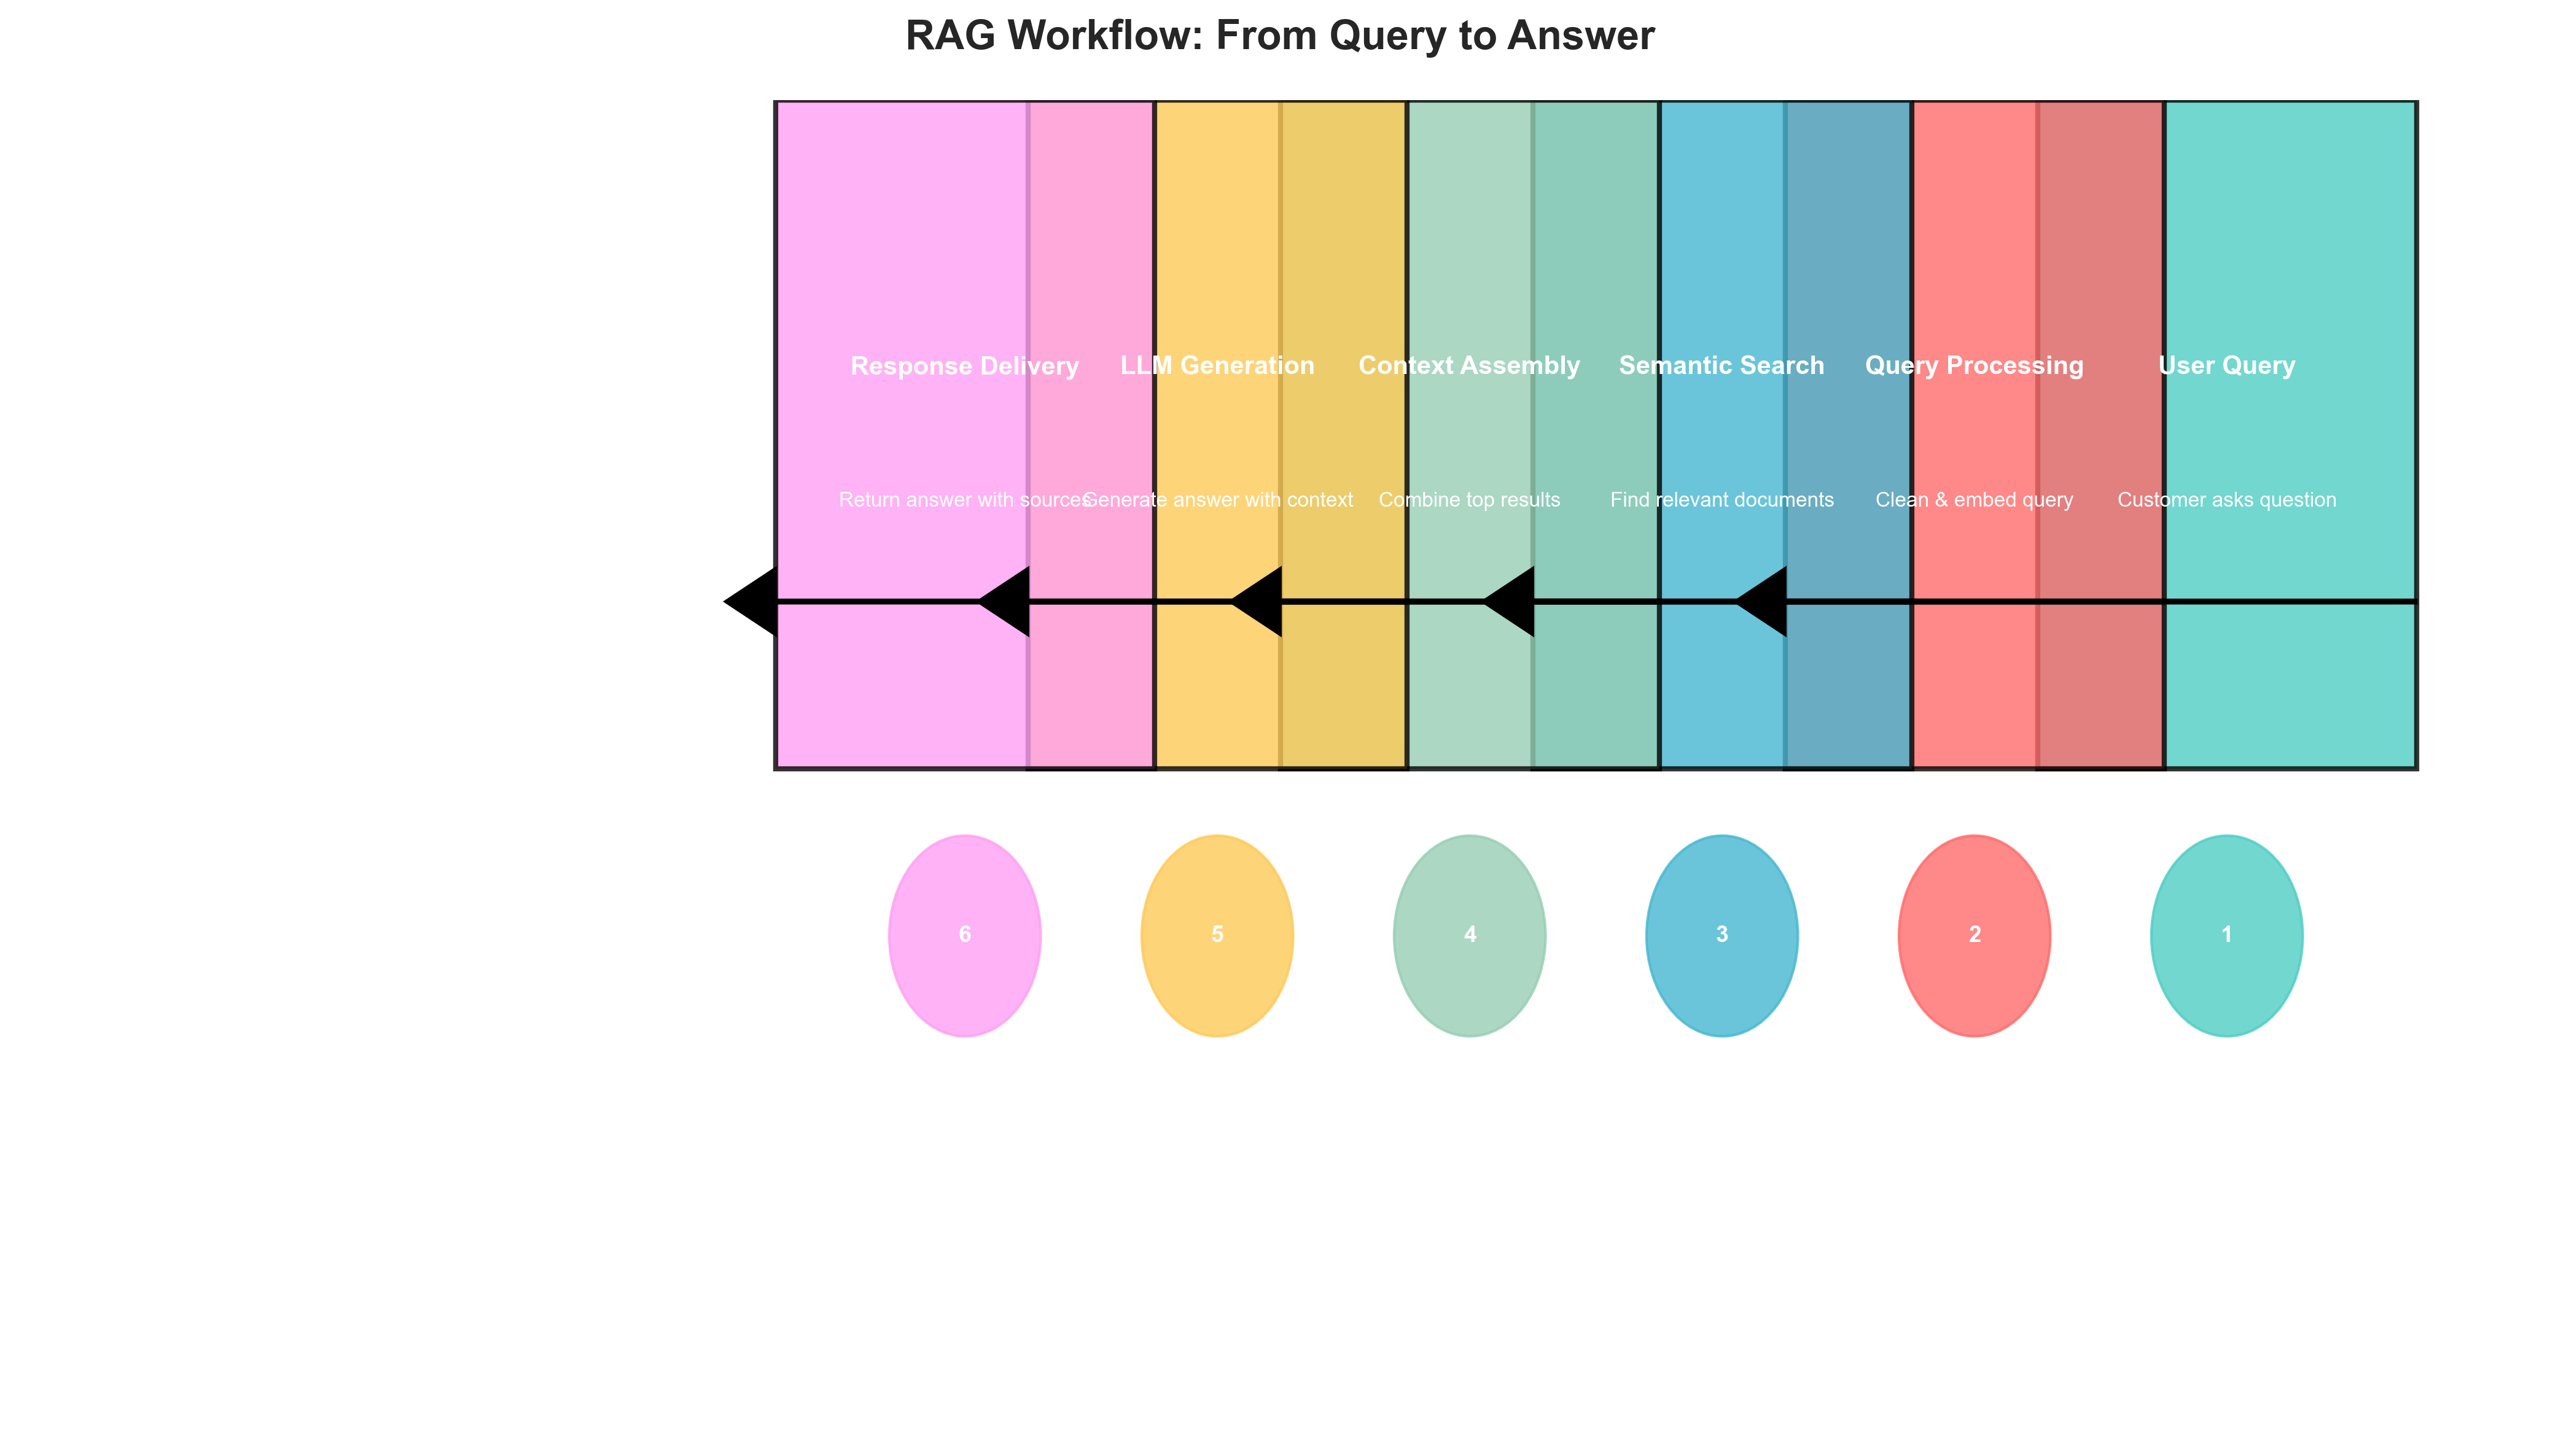 RAG Workflow: From Query to Answer
Response Delivery
LLM Generation
Context Assembly
Semantic Search
Query Processing
User Query
Return answer with sources
Generate answer with context
Combine top results
Find relevant documents
Clean & embed query
Customer asks question
6
5
4
3
2
1